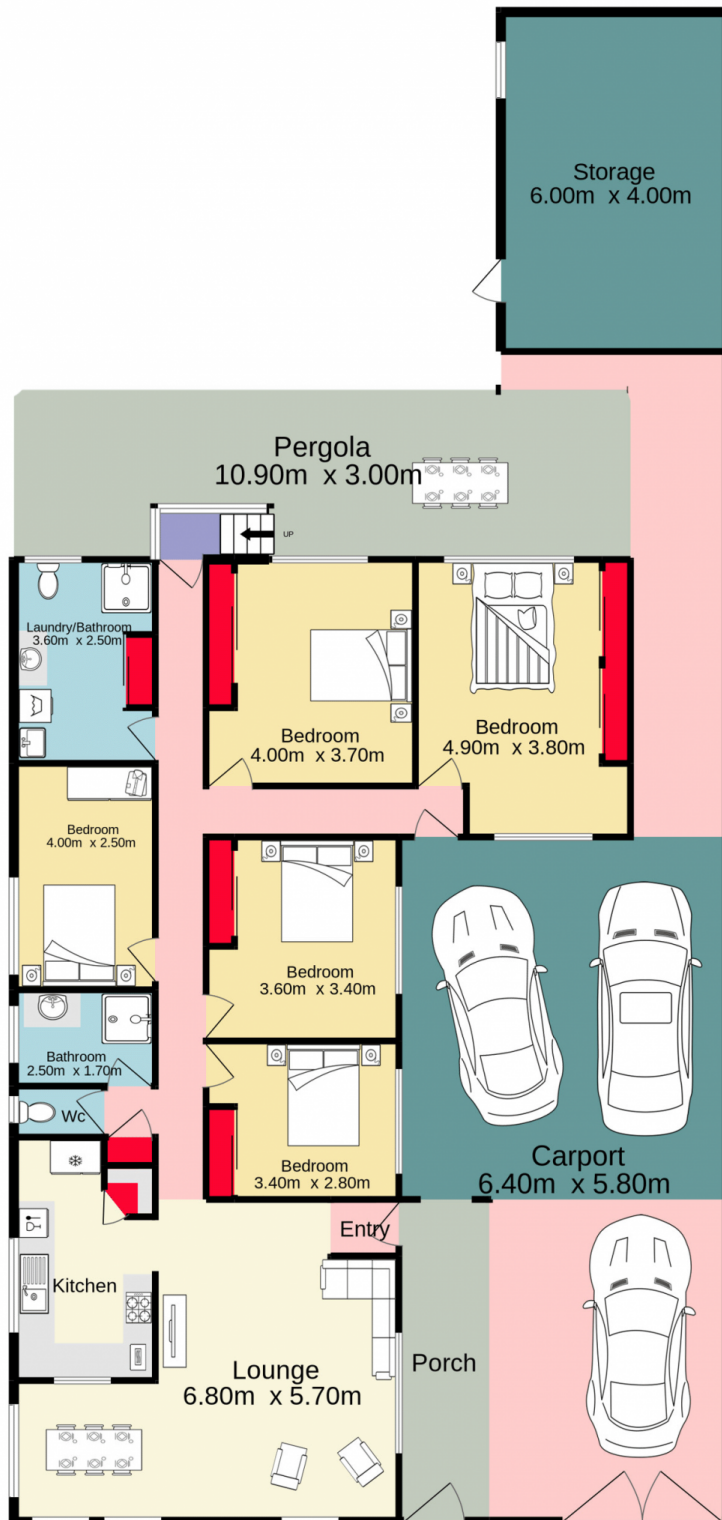 Storage
6.00m x 4.00m
Pergola
10.90m x 3.00m
UP
Laundry/Bathroom
3.60m x 2.50m
Bedroom
4.00m x 3.70m
Bedroom
4.90m x 3.80m
Bedroom
4.00m x 2.50m
Bedroom
3.60m x 3.40m
Bathroom
2.50m x 1.70m
Wc
Bedroom
3.40m x 2.80m
Carport
6.40m x 5.80m
Entry
Kitchen
Lounge
6.80m x 5.70m
Porch